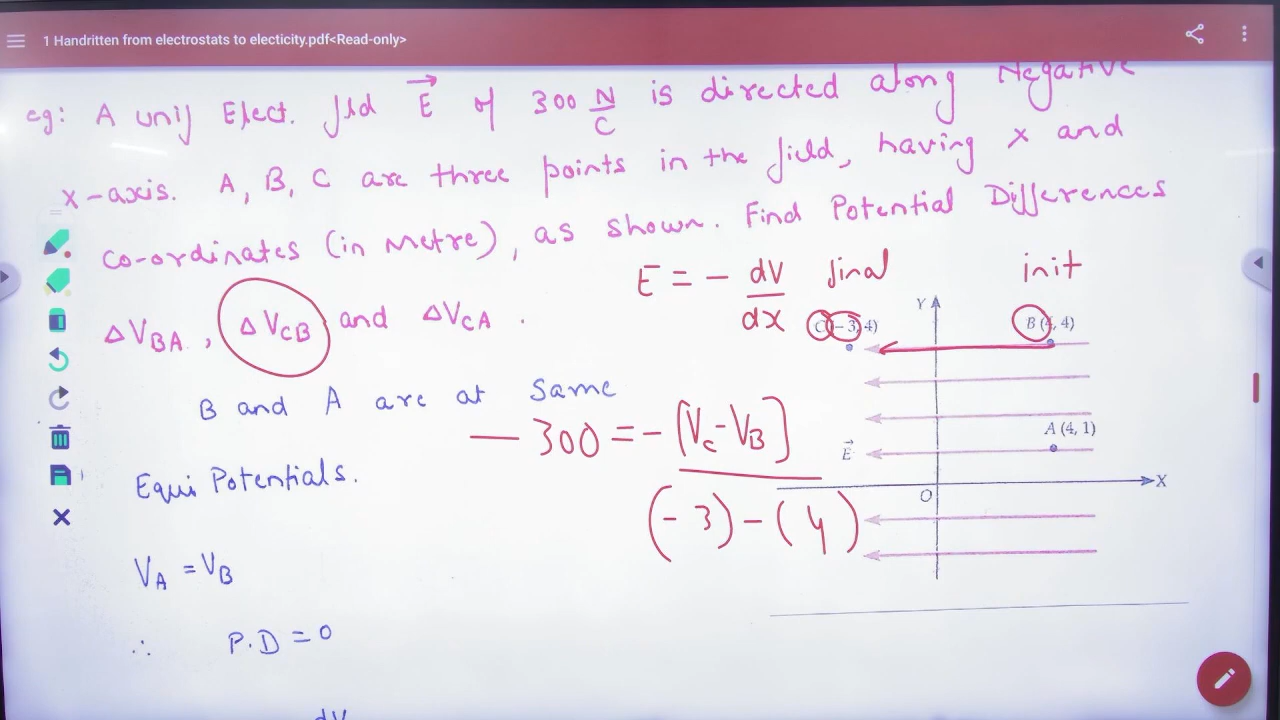 1 Handritten from electrostats to electicity.pdf<Read-only>
eg: A unif Elect. fld E⃗ of 300 N/C is directed along Negative
x-axis. A, B, C are three points in the field, having x and
co-ordinates (in metre), as shown. Find Potential Differences
ΔV_BA, ΔV_CB and ΔV_CA.
E = - dV/dx final init
Y
C(-3, 4) B (4, 4)
B and A are at same
Equi Potentials.
- 300 = - [V_C - V_B] / (-3) - (4)
A (4, 1)
E⃗
O X
V_A = V_B
∴ P.D = 0
dV